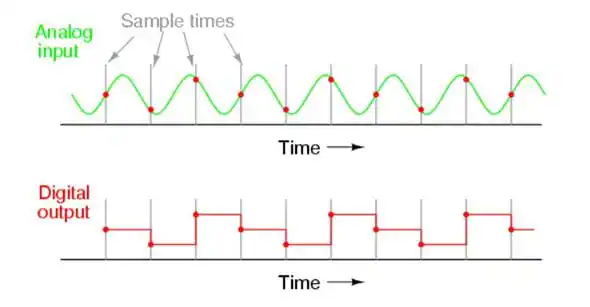 Sample times
Analog
input
Time
Digital
output
Time